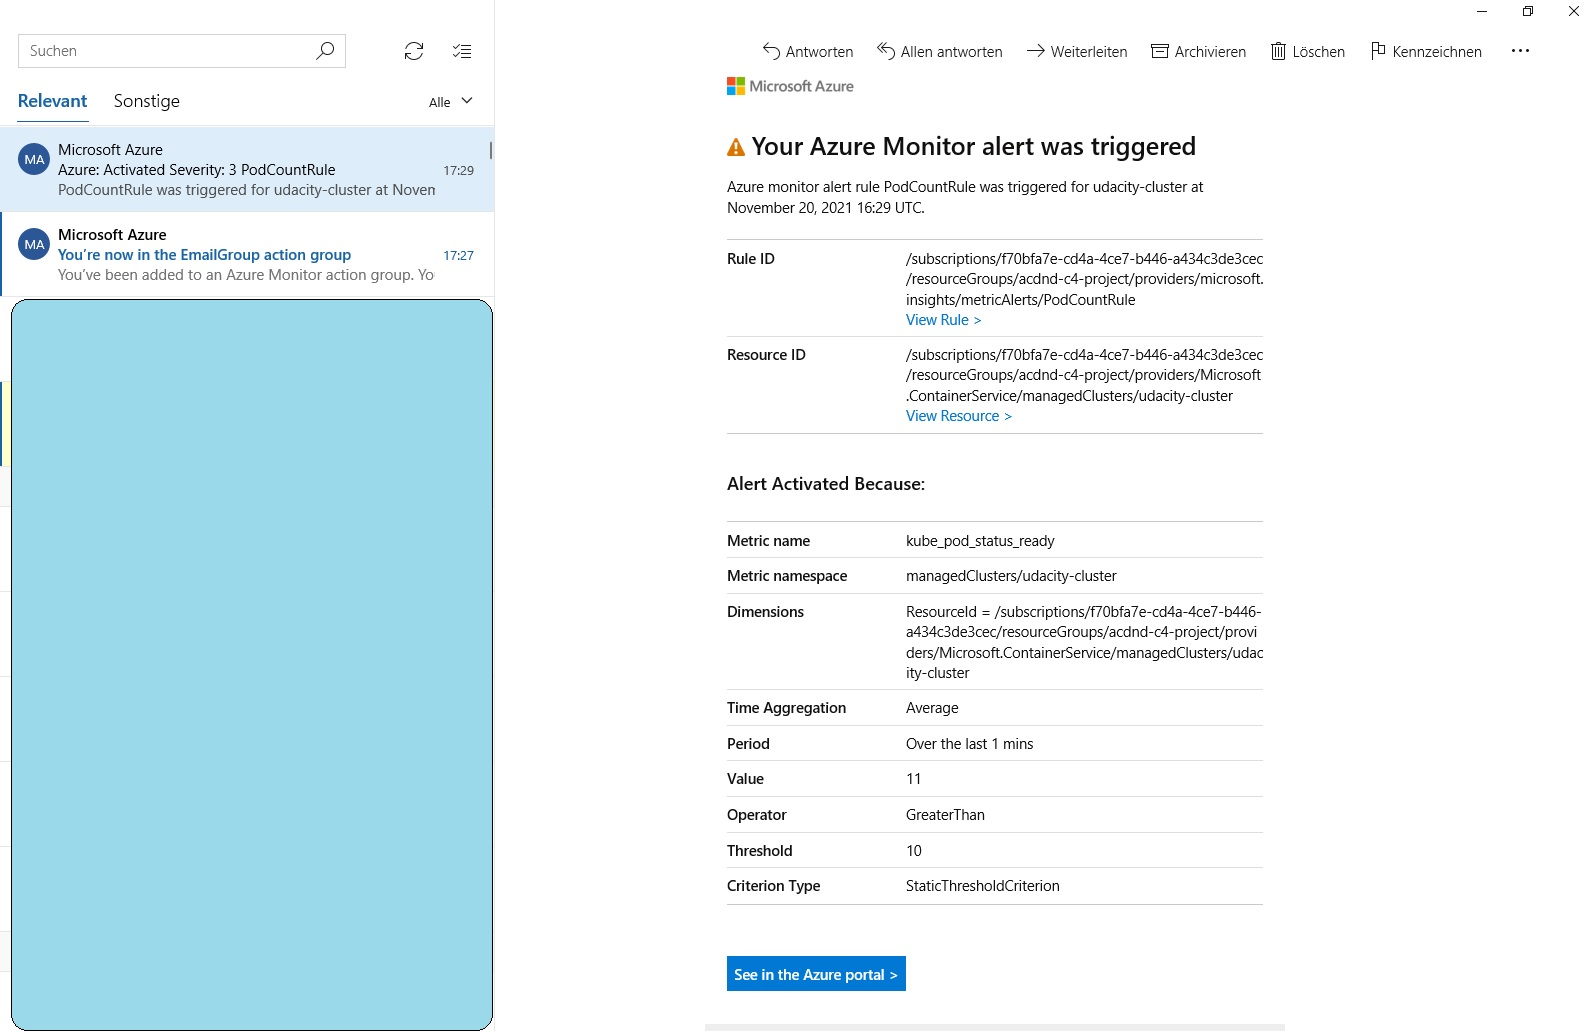 Suchen
Relevant
Sonstige
Alle
MA
Microsoft Azure
Azure: Activated Severity: 3 PodCountRule
17:29
PodCountRule was triggered for udacity-cluster at Novem
MA
Microsoft Azure
You're now in the EmailGroup action group
17:27
You've been added to an Azure Monitor action group. Yo
Antworten
Allen antworten
Weiterleiten
Archivieren
Löschen
Kennzeichnen
Microsoft Azure
Your Azure Monitor alert was triggered
Azure monitor alert rule PodCountRule was triggered for udacity-cluster at
November 20, 2021 16:29 UTC.
Rule ID
/subscriptions/f70bfa7e-cd4a-4ce7-b446-a434c3de3cec
/resourceGroups/acdnd-c4-project/providers/microsoft.
insights/metricAlerts/PodCountRule
View Rule >
Resource ID
/subscriptions/f70bfa7e-cd4a-4ce7-b446-a434c3de3cec
/resourceGroups/acdnd-c4-project/providers/Microsoft
.ContainerService/managedClusters/udacity-cluster
View Resource >
Alert Activated Because:
Metric name
kube_pod_status_ready
Metric namespace
managedClusters/udacity-cluster
Dimensions
ResourceId = /subscriptions/f70bfa7e-cd4a-4ce7-b446-
a434c3de3cec/resourceGroups/acdnd-c4-project/provi
ders/Microsoft.ContainerService/managedClusters/udac
ity-cluster
Time Aggregation
Average
Period
Over the last 1 mins
Value
11
Operator
GreaterThan
Threshold
10
Criterion Type
StaticThresholdCriterion
See in the Azure portal >